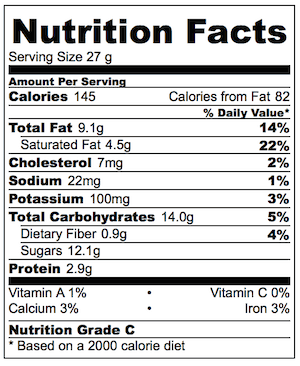 Nutrition Facts
Serving Size 27 g
Amount Per Serving
Calories 145 Calories from Fat 82
% Daily Value*
Total Fat 9.1g 14%
Saturated Fat 4.5g 22%
Cholesterol 7mg 2%
Sodium 22mg 1%
Potassium 100mg 3%
Total Carbohydrates 14.0g 5%
Dietary Fiber 0.9g 4%
Sugars 12.1g
Protein 2.9g
Vitamin A 1% • Vitamin C 0%
Calcium 3% • Iron 3%
Nutrition Grade C
* Based on a 2000 calorie diet